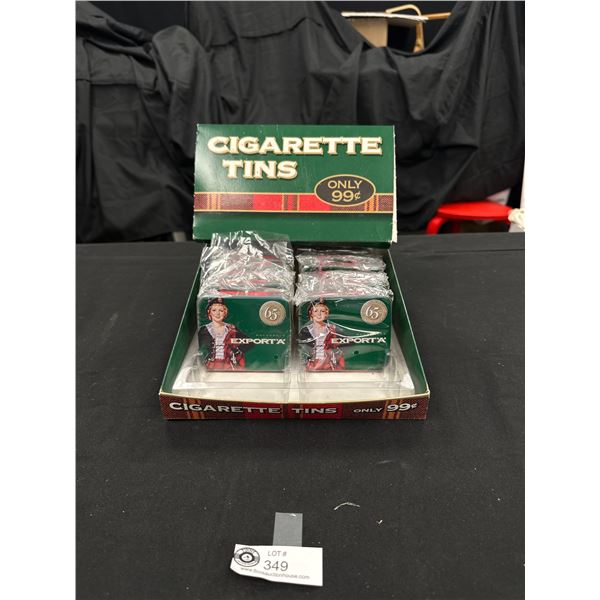 CIGARETTE
TINS
ONLY
99¢
65
65
EXPORT'A'
EXPORT'A'
CIGARETTE TINS ONLY 99¢
LOT #
349